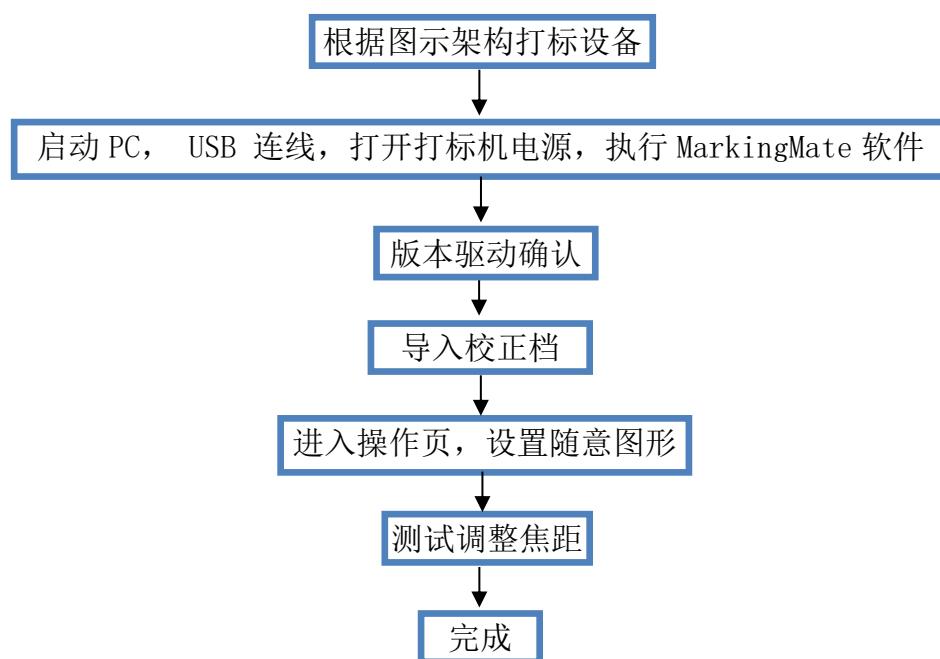 根据图示架构打标设备
启动 PC， USB 连线，打开打标机电源，执行 MarkingMate 软件
版本驱动确认
导入校正档
进入操作页，设置随意图形
测试调整焦距
完成